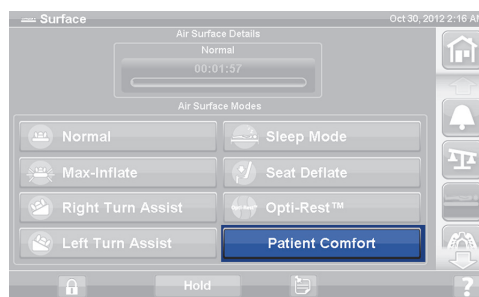 Surface
Oct 30, 2012 2:16 AM
Air Surface Details
Normal
00:01:57
Air Surface Modes
Normal
Sleep Mode
Max-Inflate
Seat Deflate
Right Turn Assist
Opti-Rest™
Left Turn Assist
Patient Comfort
Hold
?